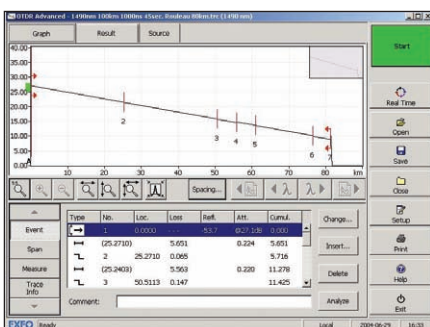 OTDR Advanced - 1490nm 100km 1000ns 45sec. Rouleau 80km.trc (1490 nm)
Graph Result Source
Start
40.00
35.00
30.00
25.00
20.00
15.00
10.00
5.00
0.00
2
3
4
5
6
7
10 20 30 40 50 60 70 80 km
Real Time
Open
Save
Close
Setup
Print
Help
Exit
Spacing...
Event
Span
Measure
Trace Info
Type No. Loc. Loss Refl. Att. Cumul.
1 0.0000 --- -53.7 @27.1dB 0.000
(25.2710) 5.651 0.224 5.651
2 25.2710 0.065 5.716
(25.2403) 5.563 0.220 11.278
3 50.5113 0.147 11.425
Comment:
Change...
Insert...
Delete
Analyze
EXFO Ready Local 2004-06-29 16:33